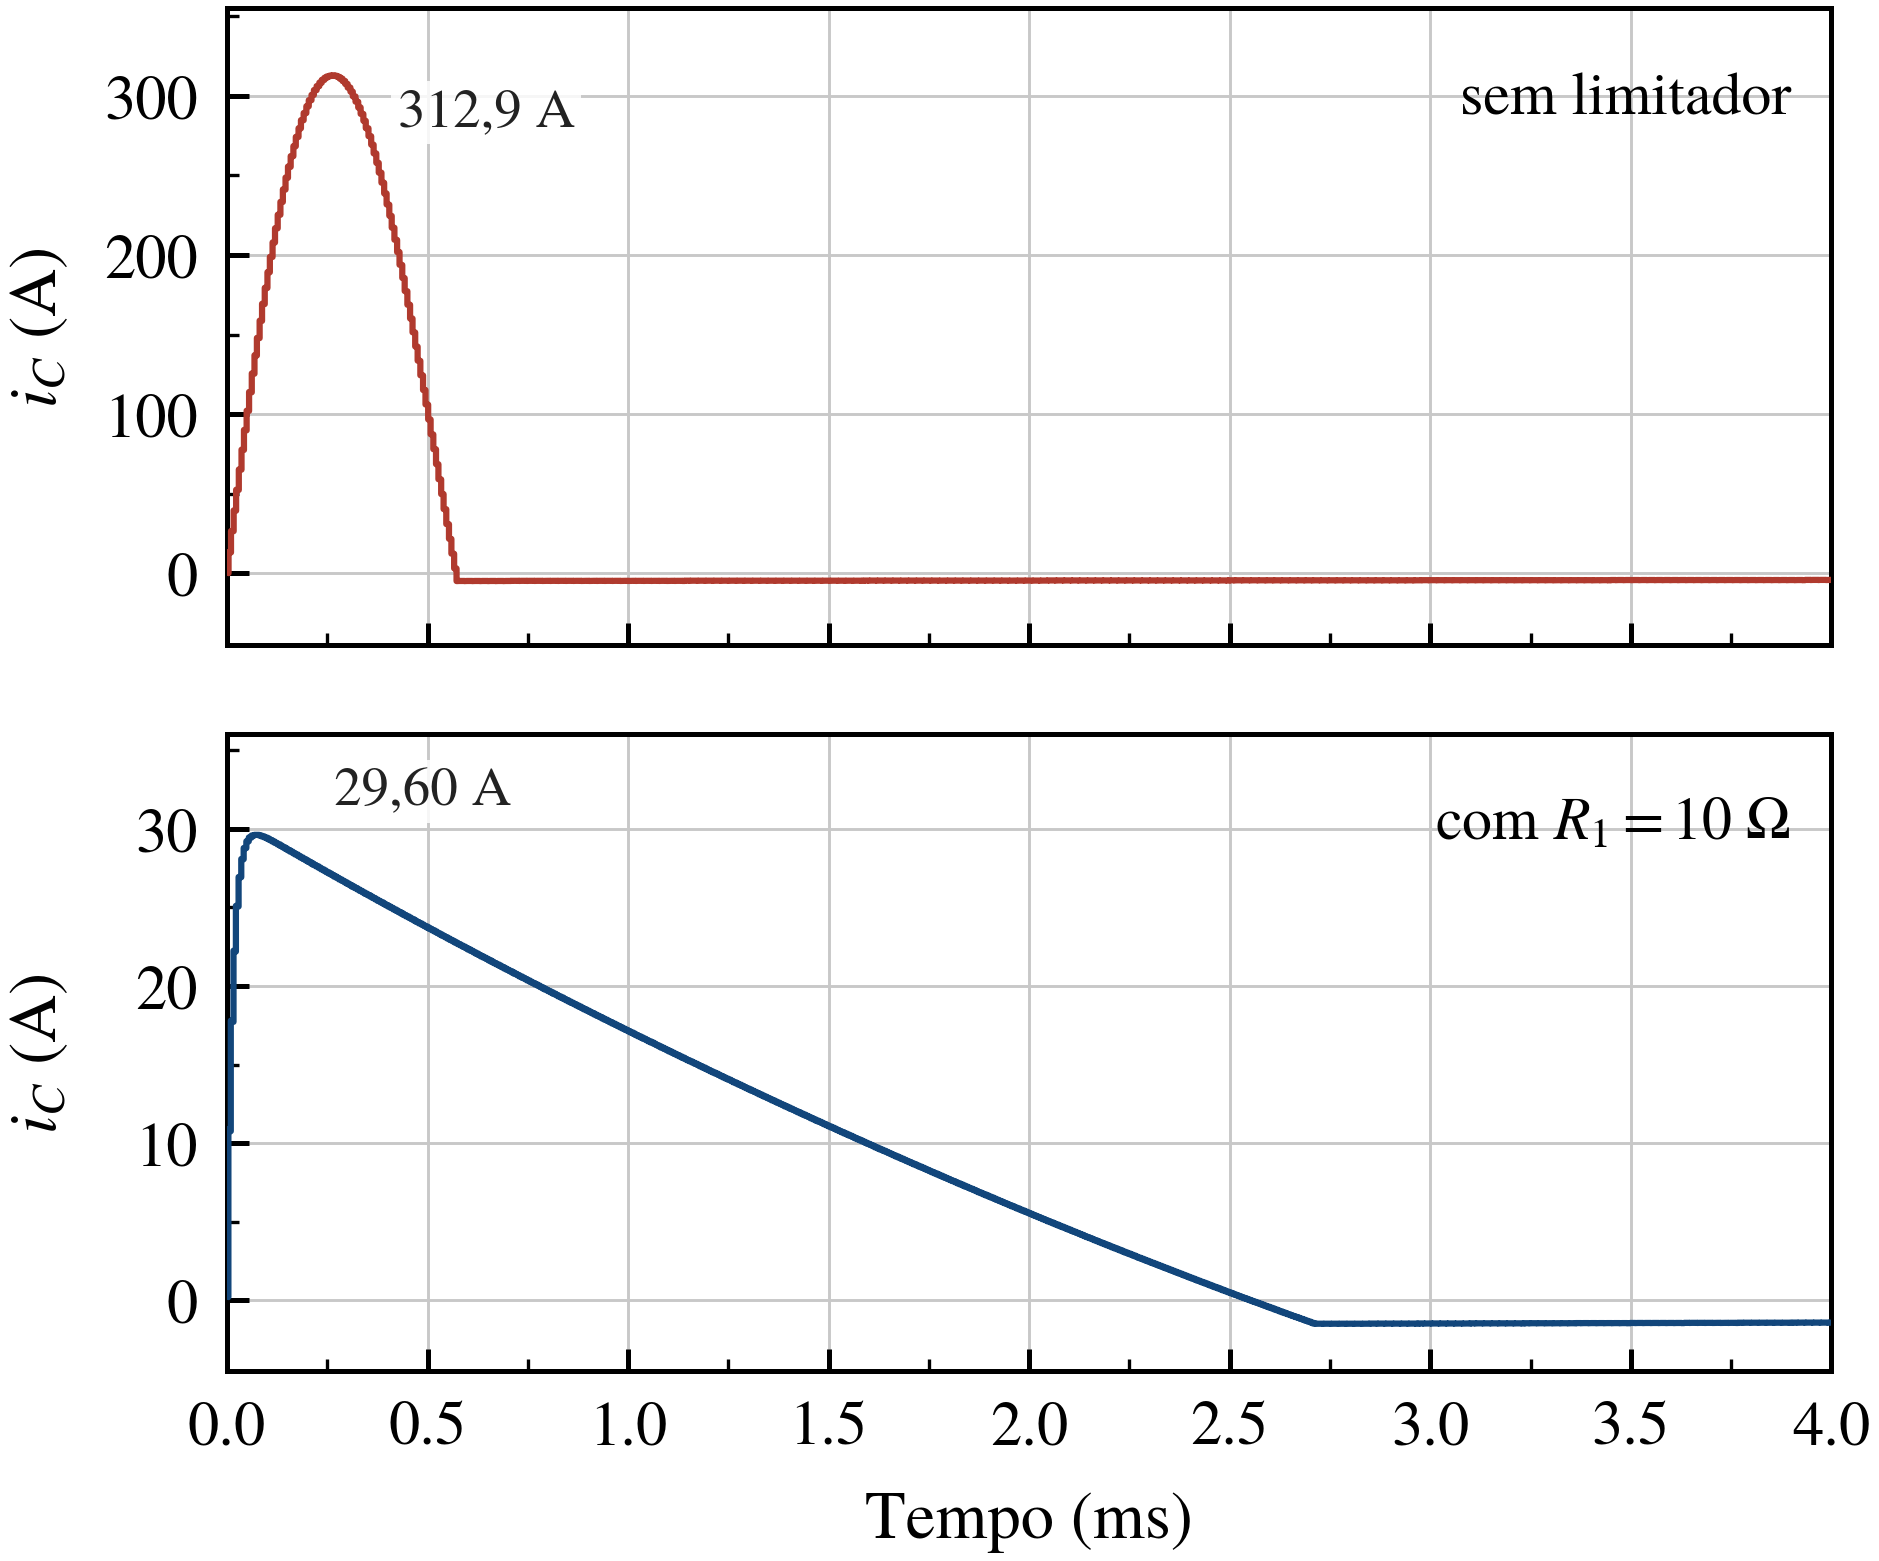 300
200
100
0
i_C (A)
312,9 A
sem limitador
30
20
10
0
i_C (A)
29,60 A
com R_1 = 10 Ω
0.0 0.5 1.0 1.5 2.0 2.5 3.0 3.5 4.0
Tempo (ms)